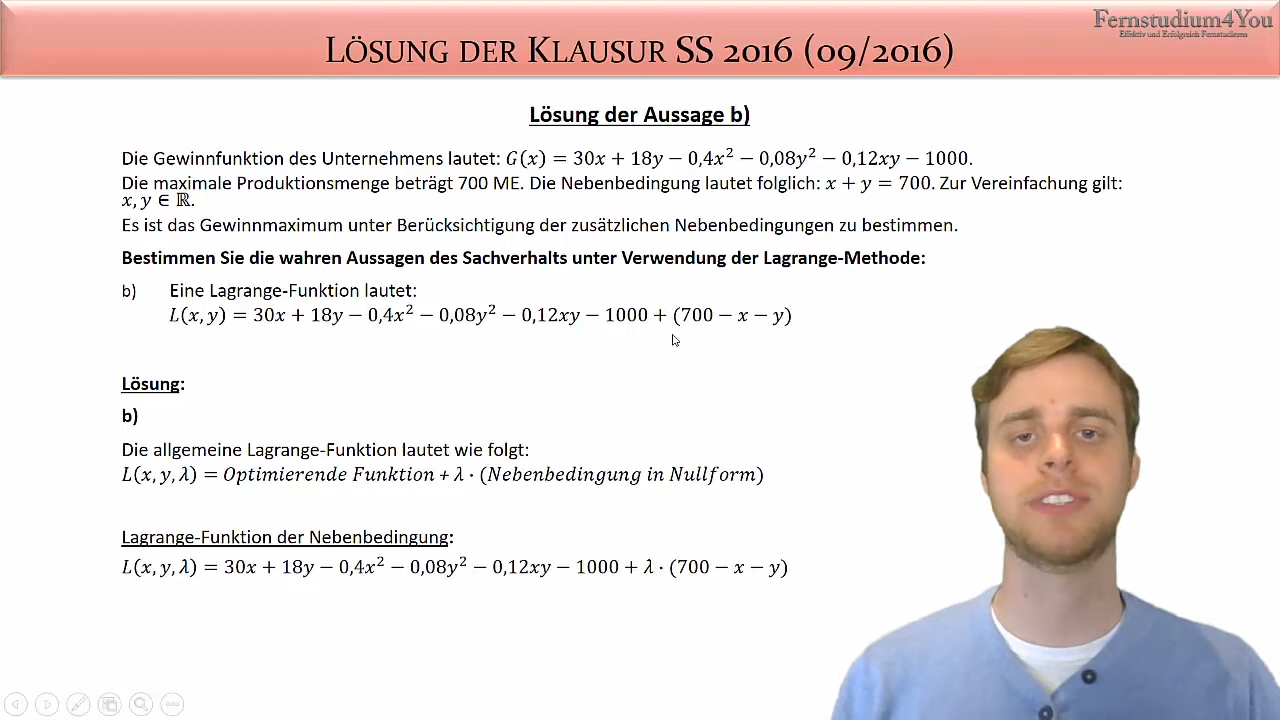 Fernstudium4You
Effektiv und Erfolgreich Fernstudieren
LÖSUNG DER KLAUSUR SS 2016 (09/2016)
Lösung der Aussage b)
Die Gewinnfunktion des Unternehmens lautet: G(x) = 30x + 18y − 0,4x² − 0,08y² − 0,12xy − 1000.
Die maximale Produktionsmenge beträgt 700 ME. Die Nebenbedingung lautet folglich: x + y = 700. Zur Vereinfachung gilt:
x, y ∈ ℝ.
Es ist das Gewinnmaximum unter Berücksichtigung der zusätzlichen Nebenbedingungen zu bestimmen.
Bestimmen Sie die wahren Aussagen des Sachverhalts unter Verwendung der Lagrange-Methode:
b) Eine Lagrange-Funktion lautet:
L(x, y) = 30x + 18y − 0,4x² − 0,08y² − 0,12xy − 1000 + (700 − x − y)
Lösung:
b)
Die allgemeine Lagrange-Funktion lautet wie folgt:
L(x, y, λ) = Optimierende Funktion + λ · (Nebenbedingung in Nullform)
Lagrange-Funktion der Nebenbedingung:
L(x, y, λ) = 30x + 18y − 0,4x² − 0,08y² − 0,12xy − 1000 + λ · (700 − x − y)